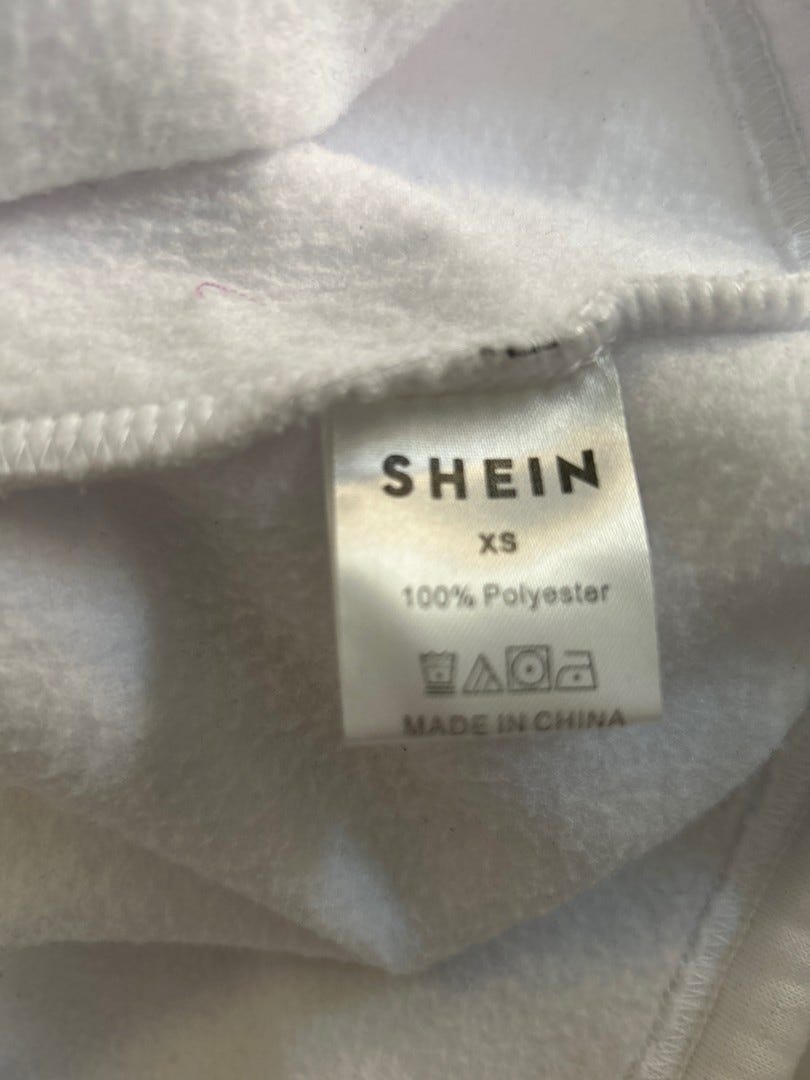 SHEIN
XS
100% Polyester
MADE IN CHINA